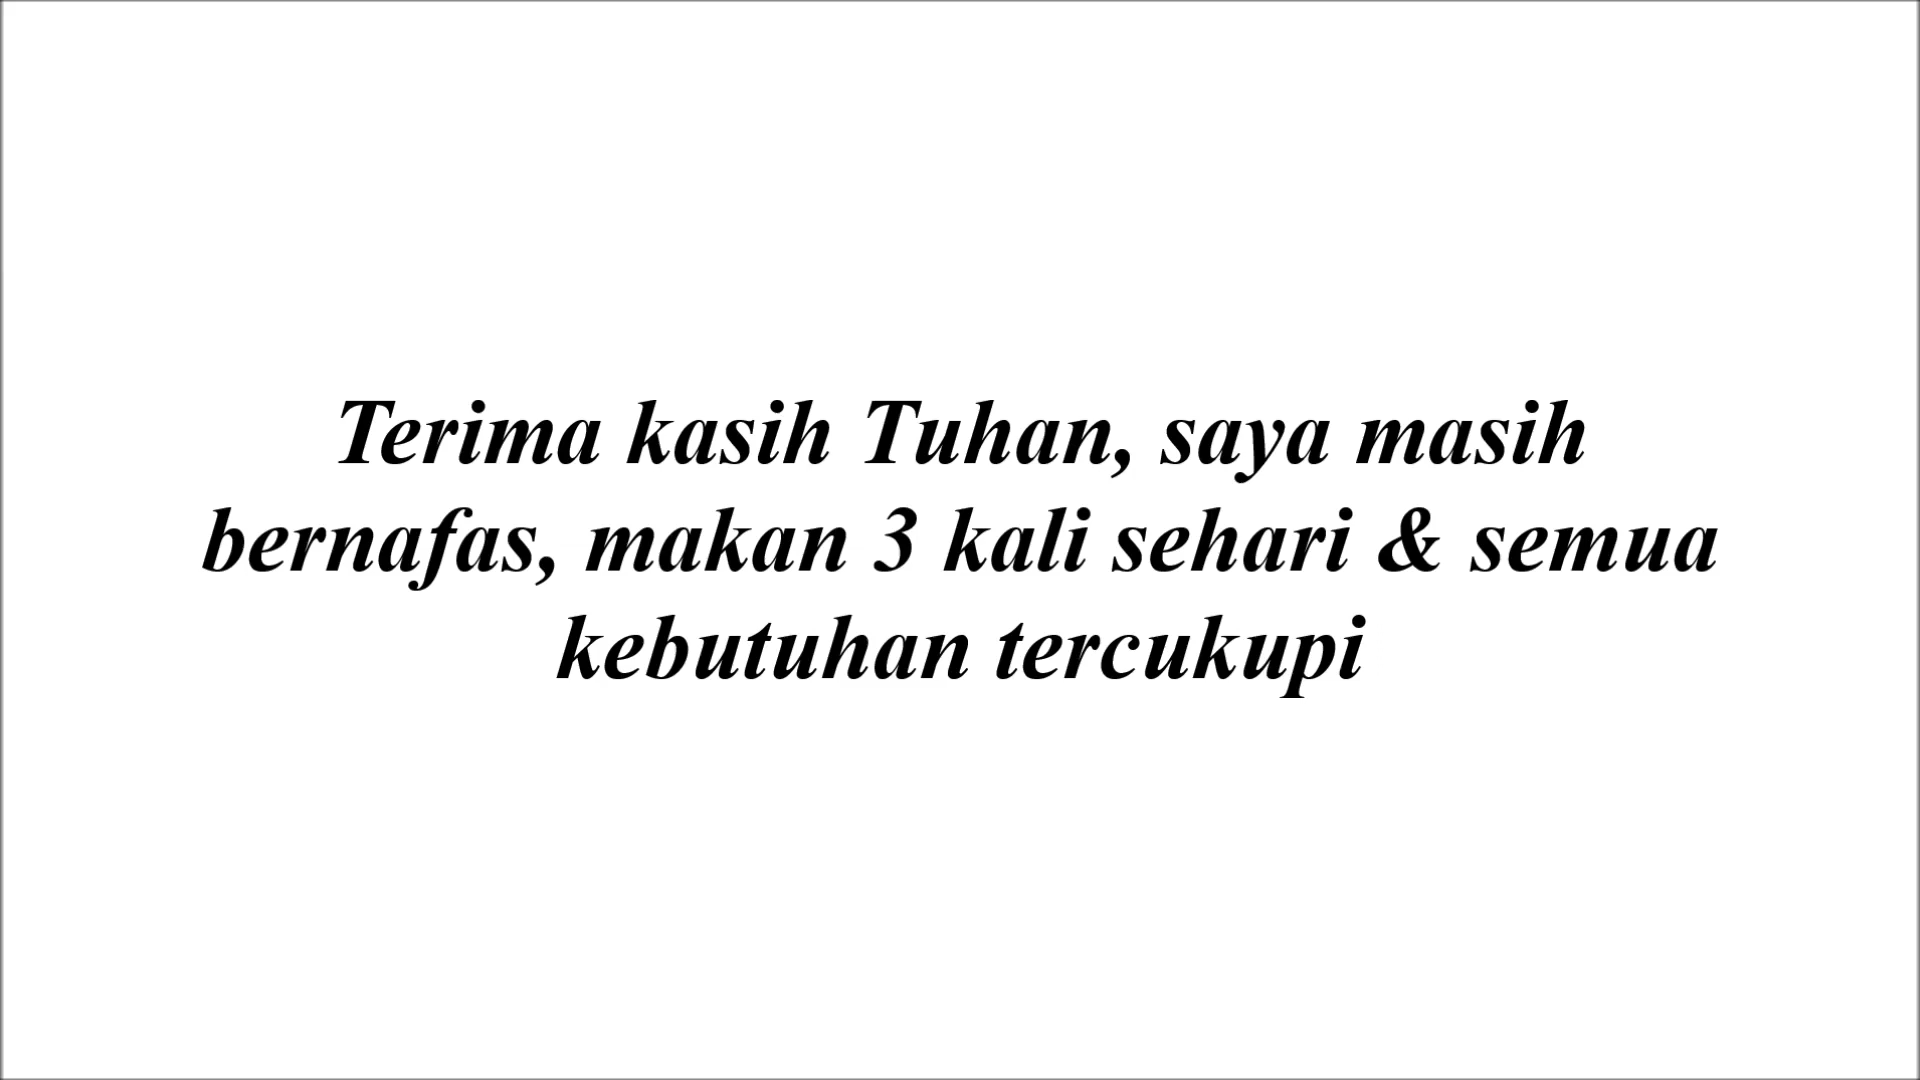 Terima kasih Tuhan, saya masih
bernafas, makan 3 kali sehari & semua
kebutuhan tercukupi